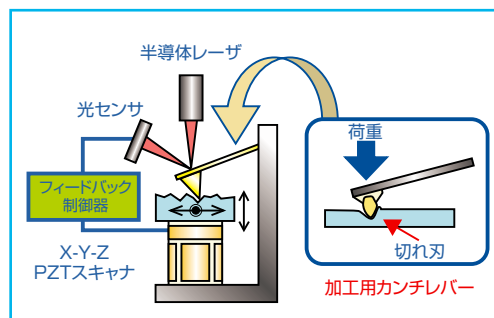 半導体レーザ
光センサ
フィードバック
制御器
X-Y-Z
PZTスキャナ
荷重
切れ刃
加工用カンチレバー